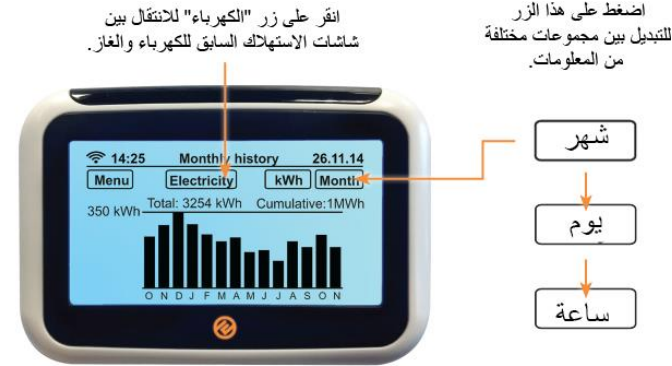 انقر على زر "الكهرباء" للانتقال بين
شاشات الاستهلاك السابق للكهرباء والغاز.
اضغط على هذا الزر
للتبديل بين مجموعات مختلفة
من المعلومات.
14:25 Monthly history 26.11.14
Menu Electricity kWh Month
Total: 3254 kWh Cumulative:1MWh
350 kWh
O N D J F M A M J J A S O N
شهر
يوم
ساعة